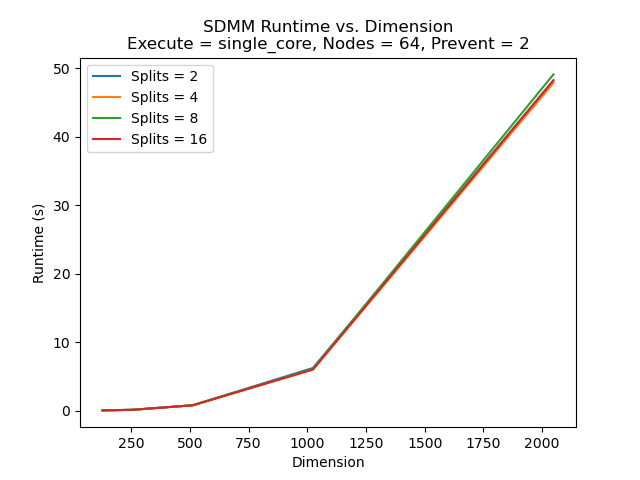 SDMM Runtime vs. Dimension
Execute = single_core, Nodes = 64, Prevent = 2
Splits = 2
Splits = 4
Splits = 8
Splits = 16
Runtime (s)
50
40
30
20
10
0
250 500 750 1000 1250 1500 1750 2000
Dimension